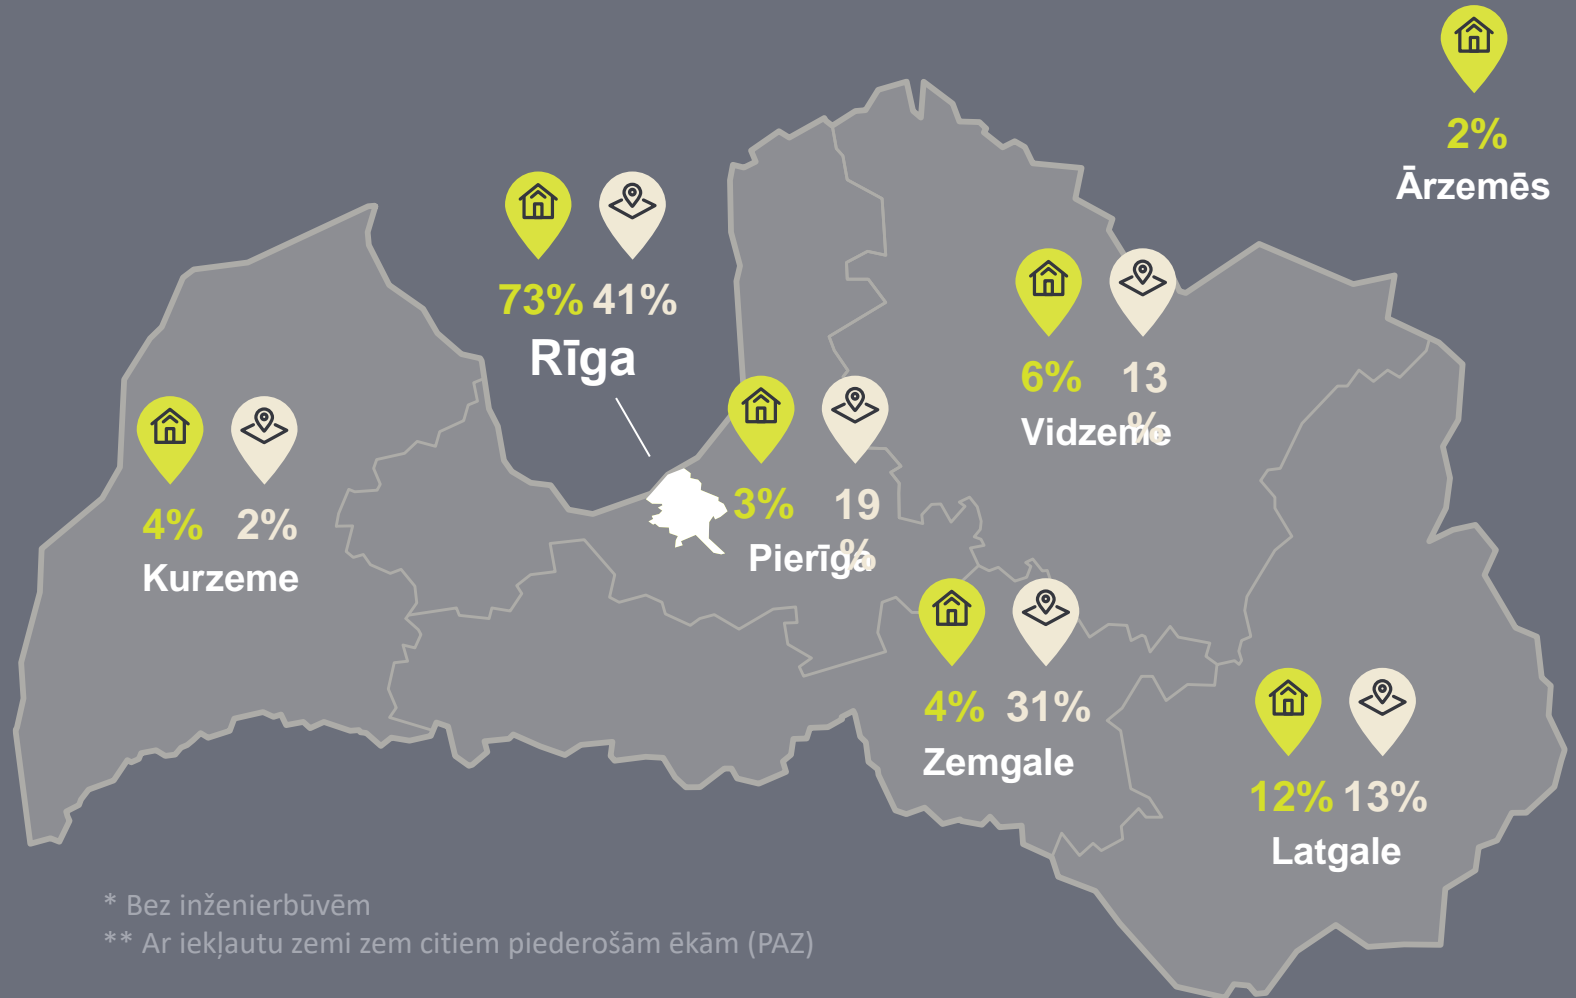 2%
Ārzemēs
73% 41%
Rīga
6% 13
%
Vidzeme
4% 2%
Kurzeme
3% 19
%
Pierīga
4% 31%
Zemgale
12% 13%
Latgale
* Bez inženierbūvēm
** Ar iekļautu zemi zem citiem piederošām ēkām (PAZ)